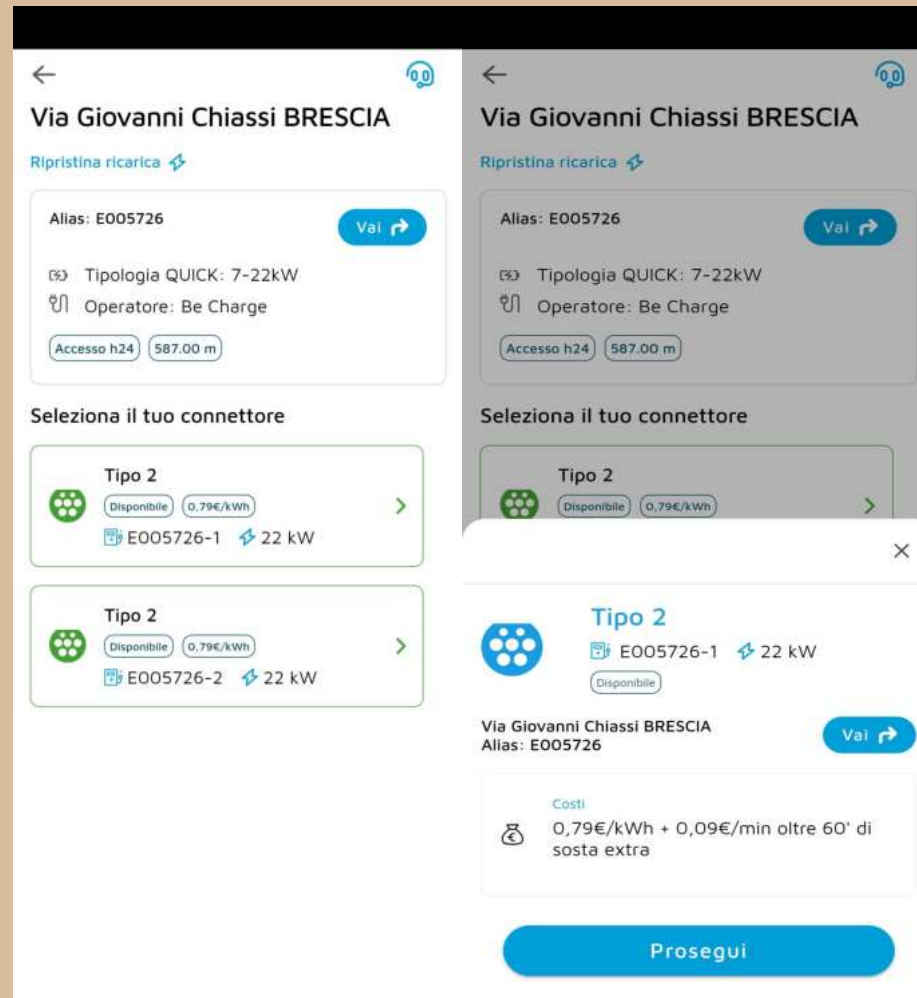 Via Giovanni Chiassi BRESCIA
Ripristina ricarica
Alias: E005726
Vai
Tipologia QUICK: 7-22kW
Operatore: Be Charge
Accesso h24 587.00 m
Seleziona il tuo connettore
Tipo 2
Disponibile 0,79€/kWh
E005726-1 22 kW
Tipo 2
Disponibile 0,79€/kWh
E005726-2 22 kW
Via Giovanni Chiassi BRESCIA
Ripristina ricarica
Alias: E005726
Vai
Tipologia QUICK: 7-22kW
Operatore: Be Charge
Accesso h24 587.00 m
Seleziona il tuo connettore
Tipo 2
Disponibile 0,79€/kWh
Tipo 2
E005726-1 22 kW
Disponibile
Via Giovanni Chiassi BRESCIA
Alias: E005726
Vai
Costi
0,79€/kWh + 0,09€/min oltre 60' di
sosta extra
Prosegui